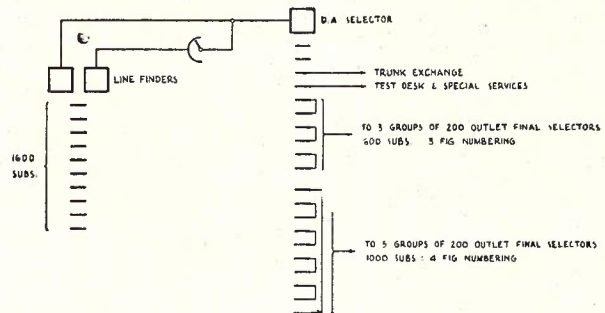 D.A SELECTOR
LINE FINDERS
TRUNK EXCHANGE
TEST DESK & SPECIAL SERVICES
1600
SUBS.
TO 3 GROUPS OF 200 OUTLET FINAL SELECTORS
600 SUBS. 3 FIG NUMBERING
TO 5 GROUPS OF 200 OUTLET FINAL SELECTORS
1000 SUBS : 4 FIG NUMBERING